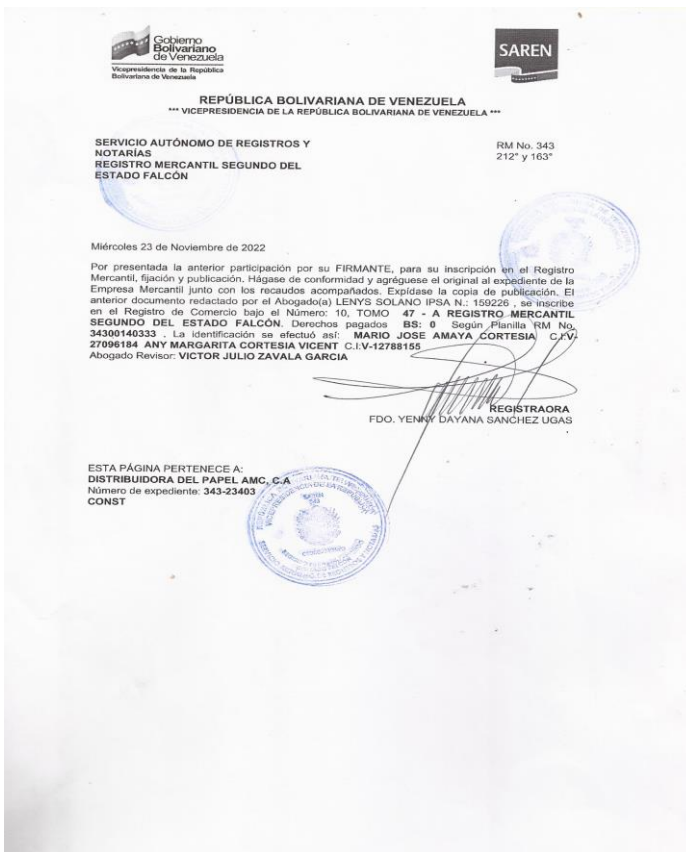 Gobierno
Bolivariano
de Venezuela
Vicepresidencia de la República
Bolivariana de Venezuela
SAREN
REPÚBLICA BOLIVARIANA DE VENEZUELA
*** VICEPRESIDENCIA DE LA REPÚBLICA BOLIVARIANA DE VENEZUELA ***
SERVICIO AUTÓNOMO DE REGISTROS Y
NOTARÍAS
REGISTRO MERCANTIL SEGUNDO DEL
ESTADO FALCÓN
RM No. 343
212° y 163°
Miércoles 23 de Noviembre de 2022
Por presentada la anterior participación por su FIRMANTE, para su inscripción en el Registro
Mercantil, fijación y publicación. Hágase de conformidad y agréguese el original al expediente de la
Empresa Mercantil junto con los recaudos acompañados. Expídase la copia de publicación. El
anterior documento redactado por el Abogado(a) LENYS SOLANO IPSA N.: 159226 , se inscribe
en el Registro de Comercio bajo el Número: 10, TOMO 47 - A REGISTRO MERCANTIL
SEGUNDO DEL ESTADO FALCÓN. Derechos pagados BS: 0 Según Planilla RM No.
34300140333 . La identificación se efectuó así: MARIO JOSE AMAYA CORTESIA C.I:V-
27096184 ANY MARGARITA CORTESIA VICENT C.I:V-12788155
Abogado Revisor: VICTOR JULIO ZAVALA GARCIA
REGISTRAORA
FDO. YENNY DAYANA SANCHEZ UGAS
ESTA PÁGINA PERTENECE A:
DISTRIBUIDORA DEL PAPEL AMC, C.A
Número de expediente: 343-23403
CONST